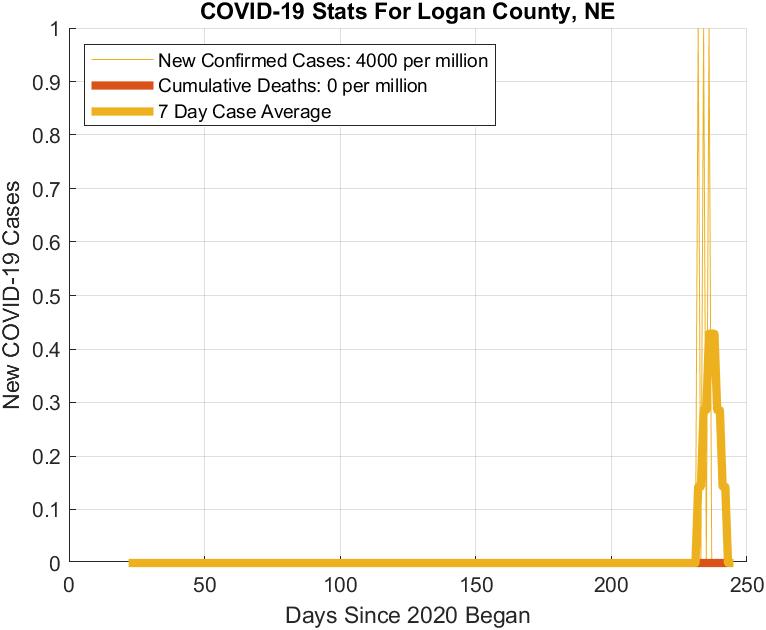 COVID-19 Stats For Logan County, NE
New Confirmed Cases: 4000 per million
Cumulative Deaths: 0 per million
7 Day Case Average
New COVID-19 Cases
1
0.9
0.8
0.7
0.6
0.5
0.4
0.3
0.2
0.1
0
0 50 100 150 200 250
Days Since 2020 Began